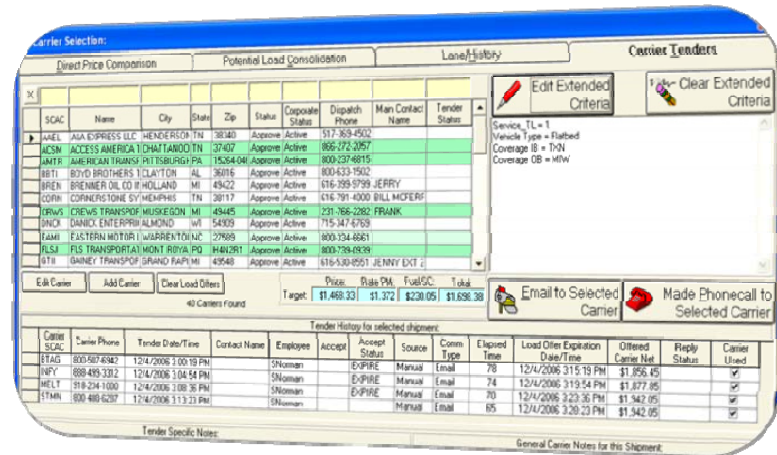 Carrier Selection:
Direct Price Comparison Potential Load Consolidation Lane/History Carrier Tenders
X
SCAC Name City State Zip Status Corporate Status Dispatch Phone Main Contact Name Tender Status
AAEL AIA EXPRESS LLC HENDERSON TN 38340 Approve Active 517-369-4502
ACSN ACCESS AMERICA T CHATTANOO TN 37407 Approve Active 866-272-2057
AMTR AMERICAN TRANSF PITTSBURGH PA Approve Active 800-237-6815
BBTI BOYD BROTHERS T CLAYTON AL 36016 Approve Active 800-633-1502
BREN BRENNER OIL CO IN HOLLAND MI 49422 Approve Active 616-399-9799 JERRY
CORN CORNERSTONE SY MEMPHIS TN 38117 Approve Active 616-791-4000 BILL MCFERR
CRWS CREWS TRANSPOR MUSKEGON MI 49445 Approve Active 231-766-2282 FRANK
DNCK DANICK ENTERPRI ALMOND WI 54909 Approve Active 715-347-6769
EAMI EASTERN MOTOR L WARRENTO NC 27589 Approve Active 800-334-6661
FLSJ FLS TRANSPORTAT MONT ROYA PQ H4N2R1 Approve Active 800-739-0939
GTII GAINEY TRANSPOR GRAND RAPI MI 49548 Approve Active 616-530-8551 JENNY EXT 2
Edit Extended Criteria
Clear Extended Criteria
Service_TL = 1
Vehicle Type = Flatbed
Coverage IB = TXN
Coverage OB = MIW
Edit Carrier Add Carrier Clear Load Offers
40 Carriers Found
Price: Rate PM: Fuel SC: Total:
Target: $1,468.33 $1.372 $230.05 $1,698.38
Email to Selected Carrier
Made Phonecall to Selected Carrier
Tender History for selected shipment:
Carrier SCAC Carrier Phone Tender Date/Time Contact Name Employee Accept Accept Status Source Comm Type Elapsed Time Load Offer Expiration Date/Time Offered Carrier Net Reply Status Carrier Used
BTAG 800-587-6942 12/4/2006 3:00:19 PM SNorman EXPIRE Manual Email 78 12/4/2006 3:15:19 PM $1,856.45
NFY 888-499-3312 12/4/2006 3:04:54 PM SNorman EXPIRE Manual Email 74 12/4/2006 3:19:54 PM $1,877.85
MELT 918-234-1000 12/4/2006 3:08:36 PM SNorman EXPIRE Manual Email 70 12/4/2006 3:23:36 PM $1,942.05
STMN 800-488-6287 12/4/2006 3:13:23 PM SNorman Manual Email 65 12/4/2006 3:28:23 PM $1,942.05
Tender Specific Notes: General Carrier Notes for this Shipment: